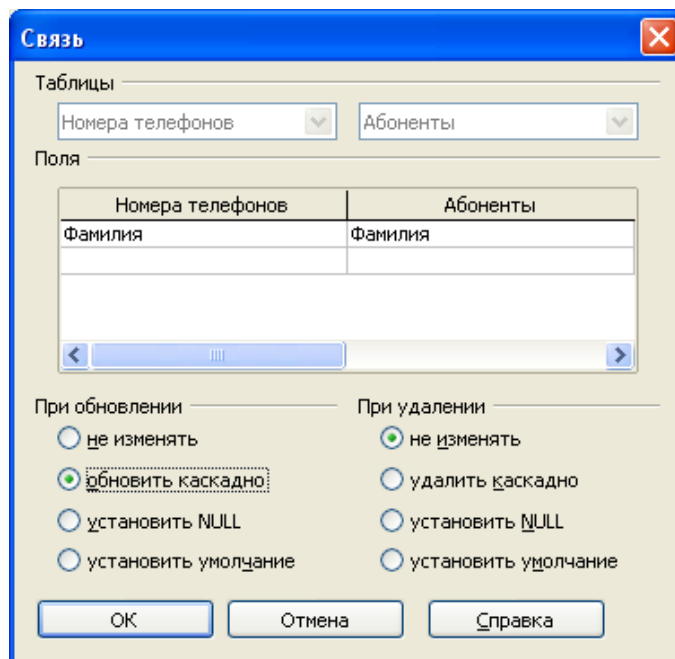 Связь
Таблицы
Номера телефонов Абоненты
Поля
Номера телефонов Абоненты
Фамилия Фамилия
При обновлении При удалении
не изменять не изменять
обновить каскадно удалить каскадно
установить NULL установить NULL
установить умолчание установить умолчание
ОК Отмена Справка